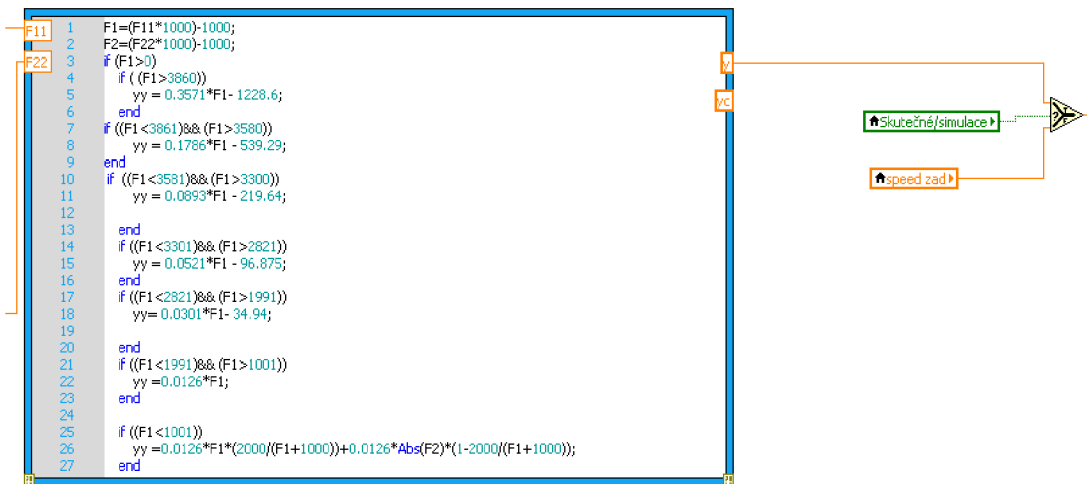 F11
F22
1 F1=(F11*1000)-1000;
2 F2=(F22*1000)-1000;
3 if (F1>0)
4 if ( (F1>3860))
5 yy = 0.3571*F1- 1228.6;
6 end
7 if ((F1<3861)&& (F1>3580))
8 yy = 0.1786*F1 - 539.29;
9 end
10 if ((F1<3581)&& (F1>3300))
11 yy = 0.0893*F1 - 219.64;
12
13 end
14 if ((F1<3301)&& (F1>2821))
15 yy = 0.0521*F1 - 96.875;
16 end
17 if ((F1<2821)&& (F1>1991))
18 yy= 0.0301*F1- 34.94;
19
20 end
21 if ((F1<1991)&& (F1>1001))
22 yy =0.0126*F1;
23 end
24
25 if ((F1<1001))
26 yy =0.0126*F1*(2000/(F1+1000))+0.0126*Abs(F2)*(1-2000/(F1+1000));
27 end
y
yc
Skutečné/simulace
speed zad